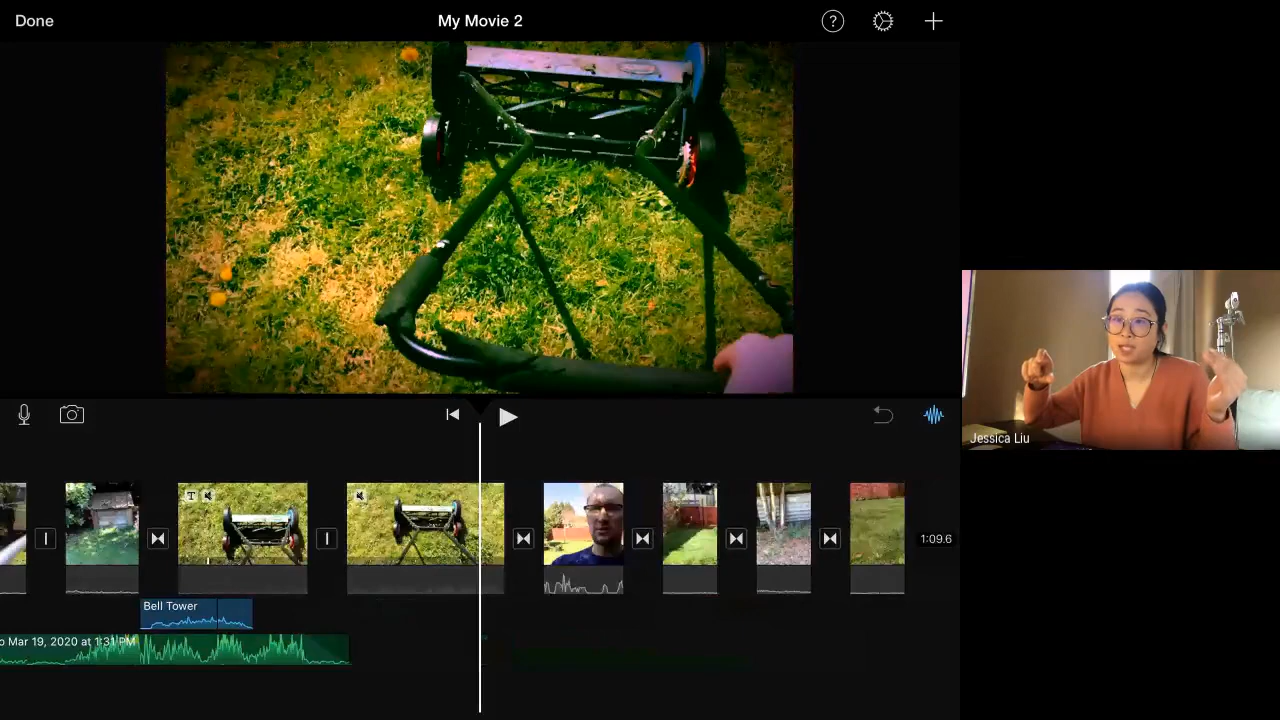 Done
My Movie 2
?
T
Bell Tower
o Mar 19, 2020 at 1:31 PM
1:09.6
Jessica Liu